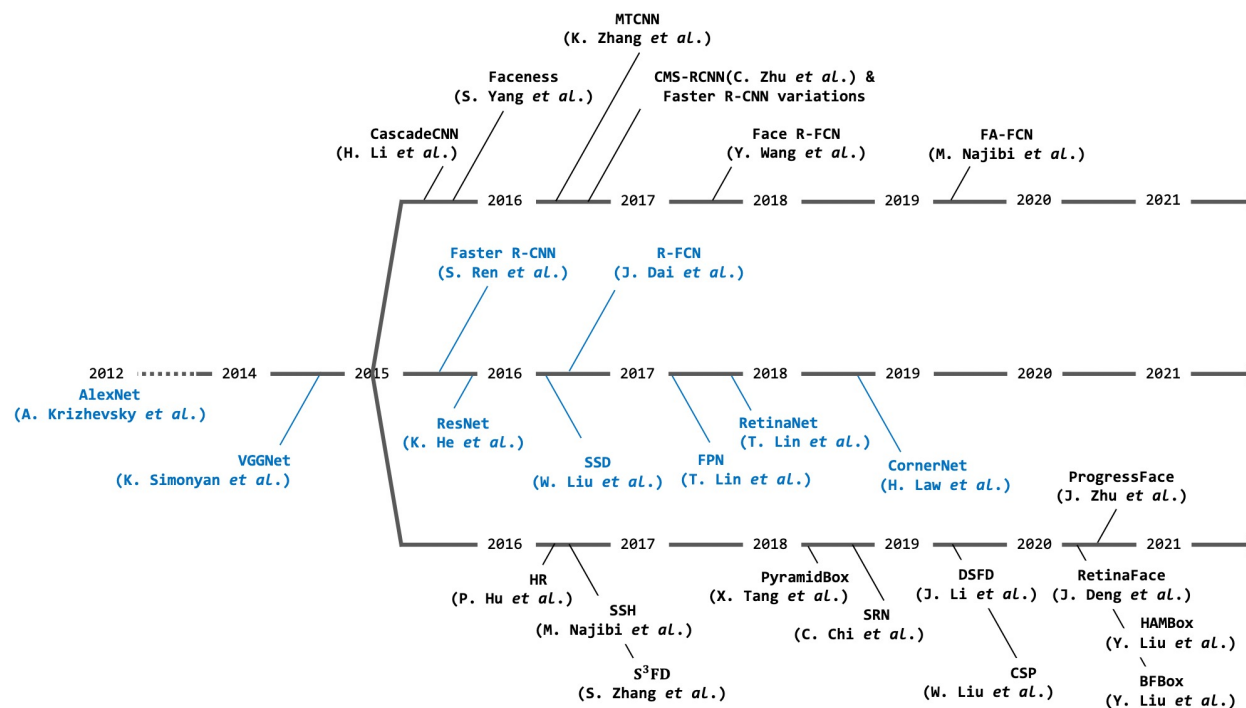 MTCNN
(K. Zhang et al.)
Faceness
(S. Yang et al.)
CMS-RCNN(C. Zhu et al.) &
Faster R-CNN variations
CascadeCNN
(H. Li et al.)
Face R-FCN
(Y. Wang et al.)
FA-FCN
(M. Najibi et al.)
2016 2017 2018 2019 2020 2021
Faster R-CNN
(S. Ren et al.)
R-FCN
(J. Dai et al.)
2012 2014 2015 2016 2017 2018 2019 2020 2021
AlexNet
(A. Krizhevsky et al.)
VGGNet
(K. Simonyan et al.)
ResNet
(K. He et al.)
SSD
(W. Liu et al.)
FPN
(T. Lin et al.)
RetinaNet
(T. Lin et al.)
CornerNet
(H. Law et al.)
ProgressFace
(J. Zhu et al.)
2016 2017 2018 2019 2020 2021
HR
(P. Hu et al.)
SSH
(M. Najibi et al.)
S³FD
(S. Zhang et al.)
PyramidBox
(X. Tang et al.)
SRN
(C. Chi et al.)
DSFD
(J. Li et al.)
CSP
(W. Liu et al.)
RetinaFace
(J. Deng et al.)
HAMBox
(Y. Liu et al.)
BFBox
(Y. Liu et al.)